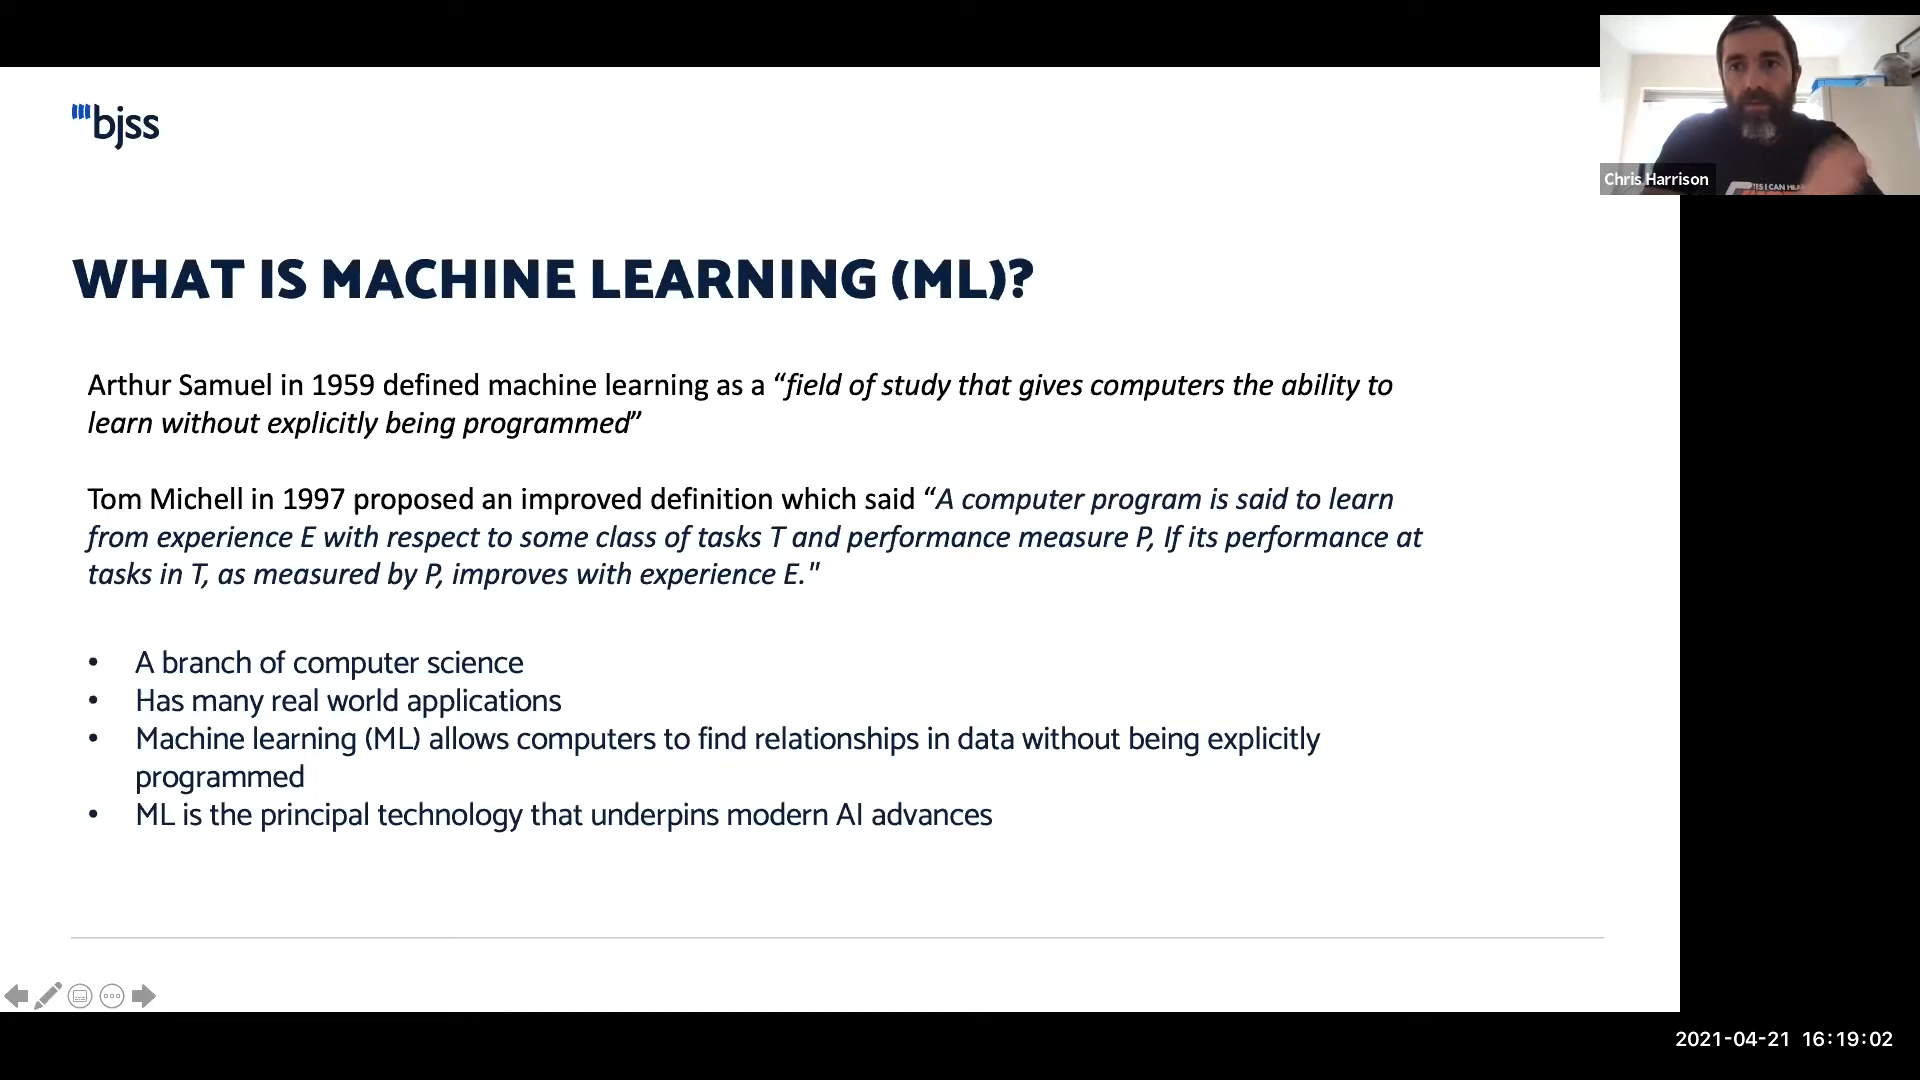 bjss
Chris Harrison
YES I CAN HEA
WHAT IS MACHINE LEARNING (ML)?
Arthur Samuel in 1959 defined machine learning as a “field of study that gives computers the ability to
learn without explicitly being programmed”
Tom Michell in 1997 proposed an improved definition which said “A computer program is said to learn
from experience E with respect to some class of tasks T and performance measure P, If its performance at
tasks in T, as measured by P, improves with experience E."
• A branch of computer science
• Has many real world applications
• Machine learning (ML) allows computers to find relationships in data without being explicitly
programmed
• ML is the principal technology that underpins modern AI advances
2021-04-21 16:19:02